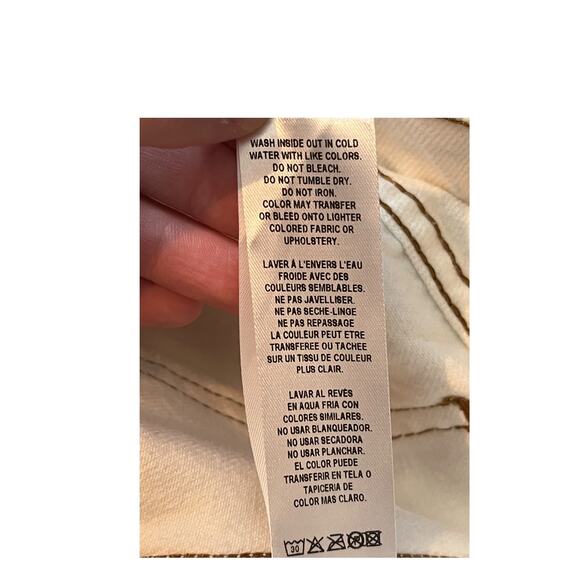 WASH INSIDE OUT IN COLD
WATER WITH LIKE COLORS.
DO NOT BLEACH.
DO NOT TUMBLE DRY.
DO NOT IRON.
COLOR MAY TRANSFER
OR BLEED ONTO LIGHTER
COLORED FABRIC OR
UPHOLSTERY.
LAVER À L'ENVERS L'EAU
FROIDE AVEC DES
COULEURS SEMBLABLES.
NE PAS JAVELLISER.
NE PAS SECHE-LINGE
NE PAS REPASSAGE
LA COULEUR PEUT ETRE
TRANSFEREE OU TACHEE
SUR UN TISSU DE COULEUR
PLUS CLAIR.
LAVAR AL REVÉS
EN AQUA FRIA CON
COLORES SIMILARES.
NO USAR BLANQUEADOR.
NO USAR SECADORA
NO USAR PLANCHAR.
EL COLOR PUEDE
TRANSFERIR EN TELA O
TAPICERIA DE
COLOR MAS CLARO.
30